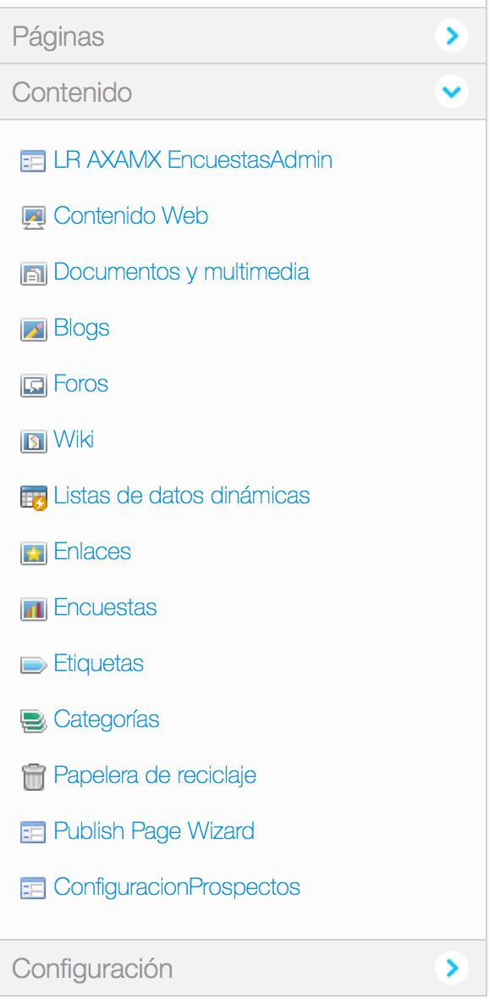 Páginas
Contenido
LR AXAMX EncuestasAdmin
Contenido Web
Documentos y multimedia
Blogs
Foros
Wiki
Listas de datos dinámicas
Enlaces
Encuestas
Etiquetas
Categorías
Papelera de reciclaje
Publish Page Wizard
ConfiguracionProspectos
Configuración